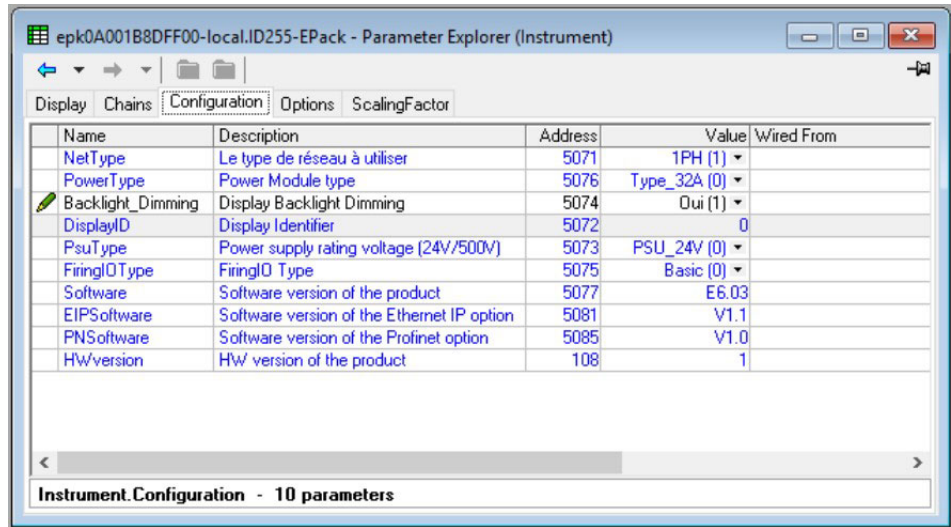 epk0A001B8DFF00-local.ID255-EPack - Parameter Explorer (Instrument)
Display Chains Configuration Options ScalingFactor
Name Description Address Value Wired From
NetType Le type de réseau à utiliser 5071 1PH (1)
PowerType Power Module type 5076 Type_32A (0)
Backlight_Dimming Display Backlight Dimming 5074 Oui (1)
DisplayID Display Identifier 5072 0
PsuType Power supply rating voltage (24V/500V) 5073 PSU_24V (0)
FiringIOType FiringIO Type 5075 Basic (0)
Software Software version of the product 5077 E6.03
EIPSoftware Software version of the Ethernet IP option 5081 V1.1
PNSoftware Software version of the Profinet option 5085 V1.0
HWversion HW version of the product 108 1
Instrument.Configuration - 10 parameters